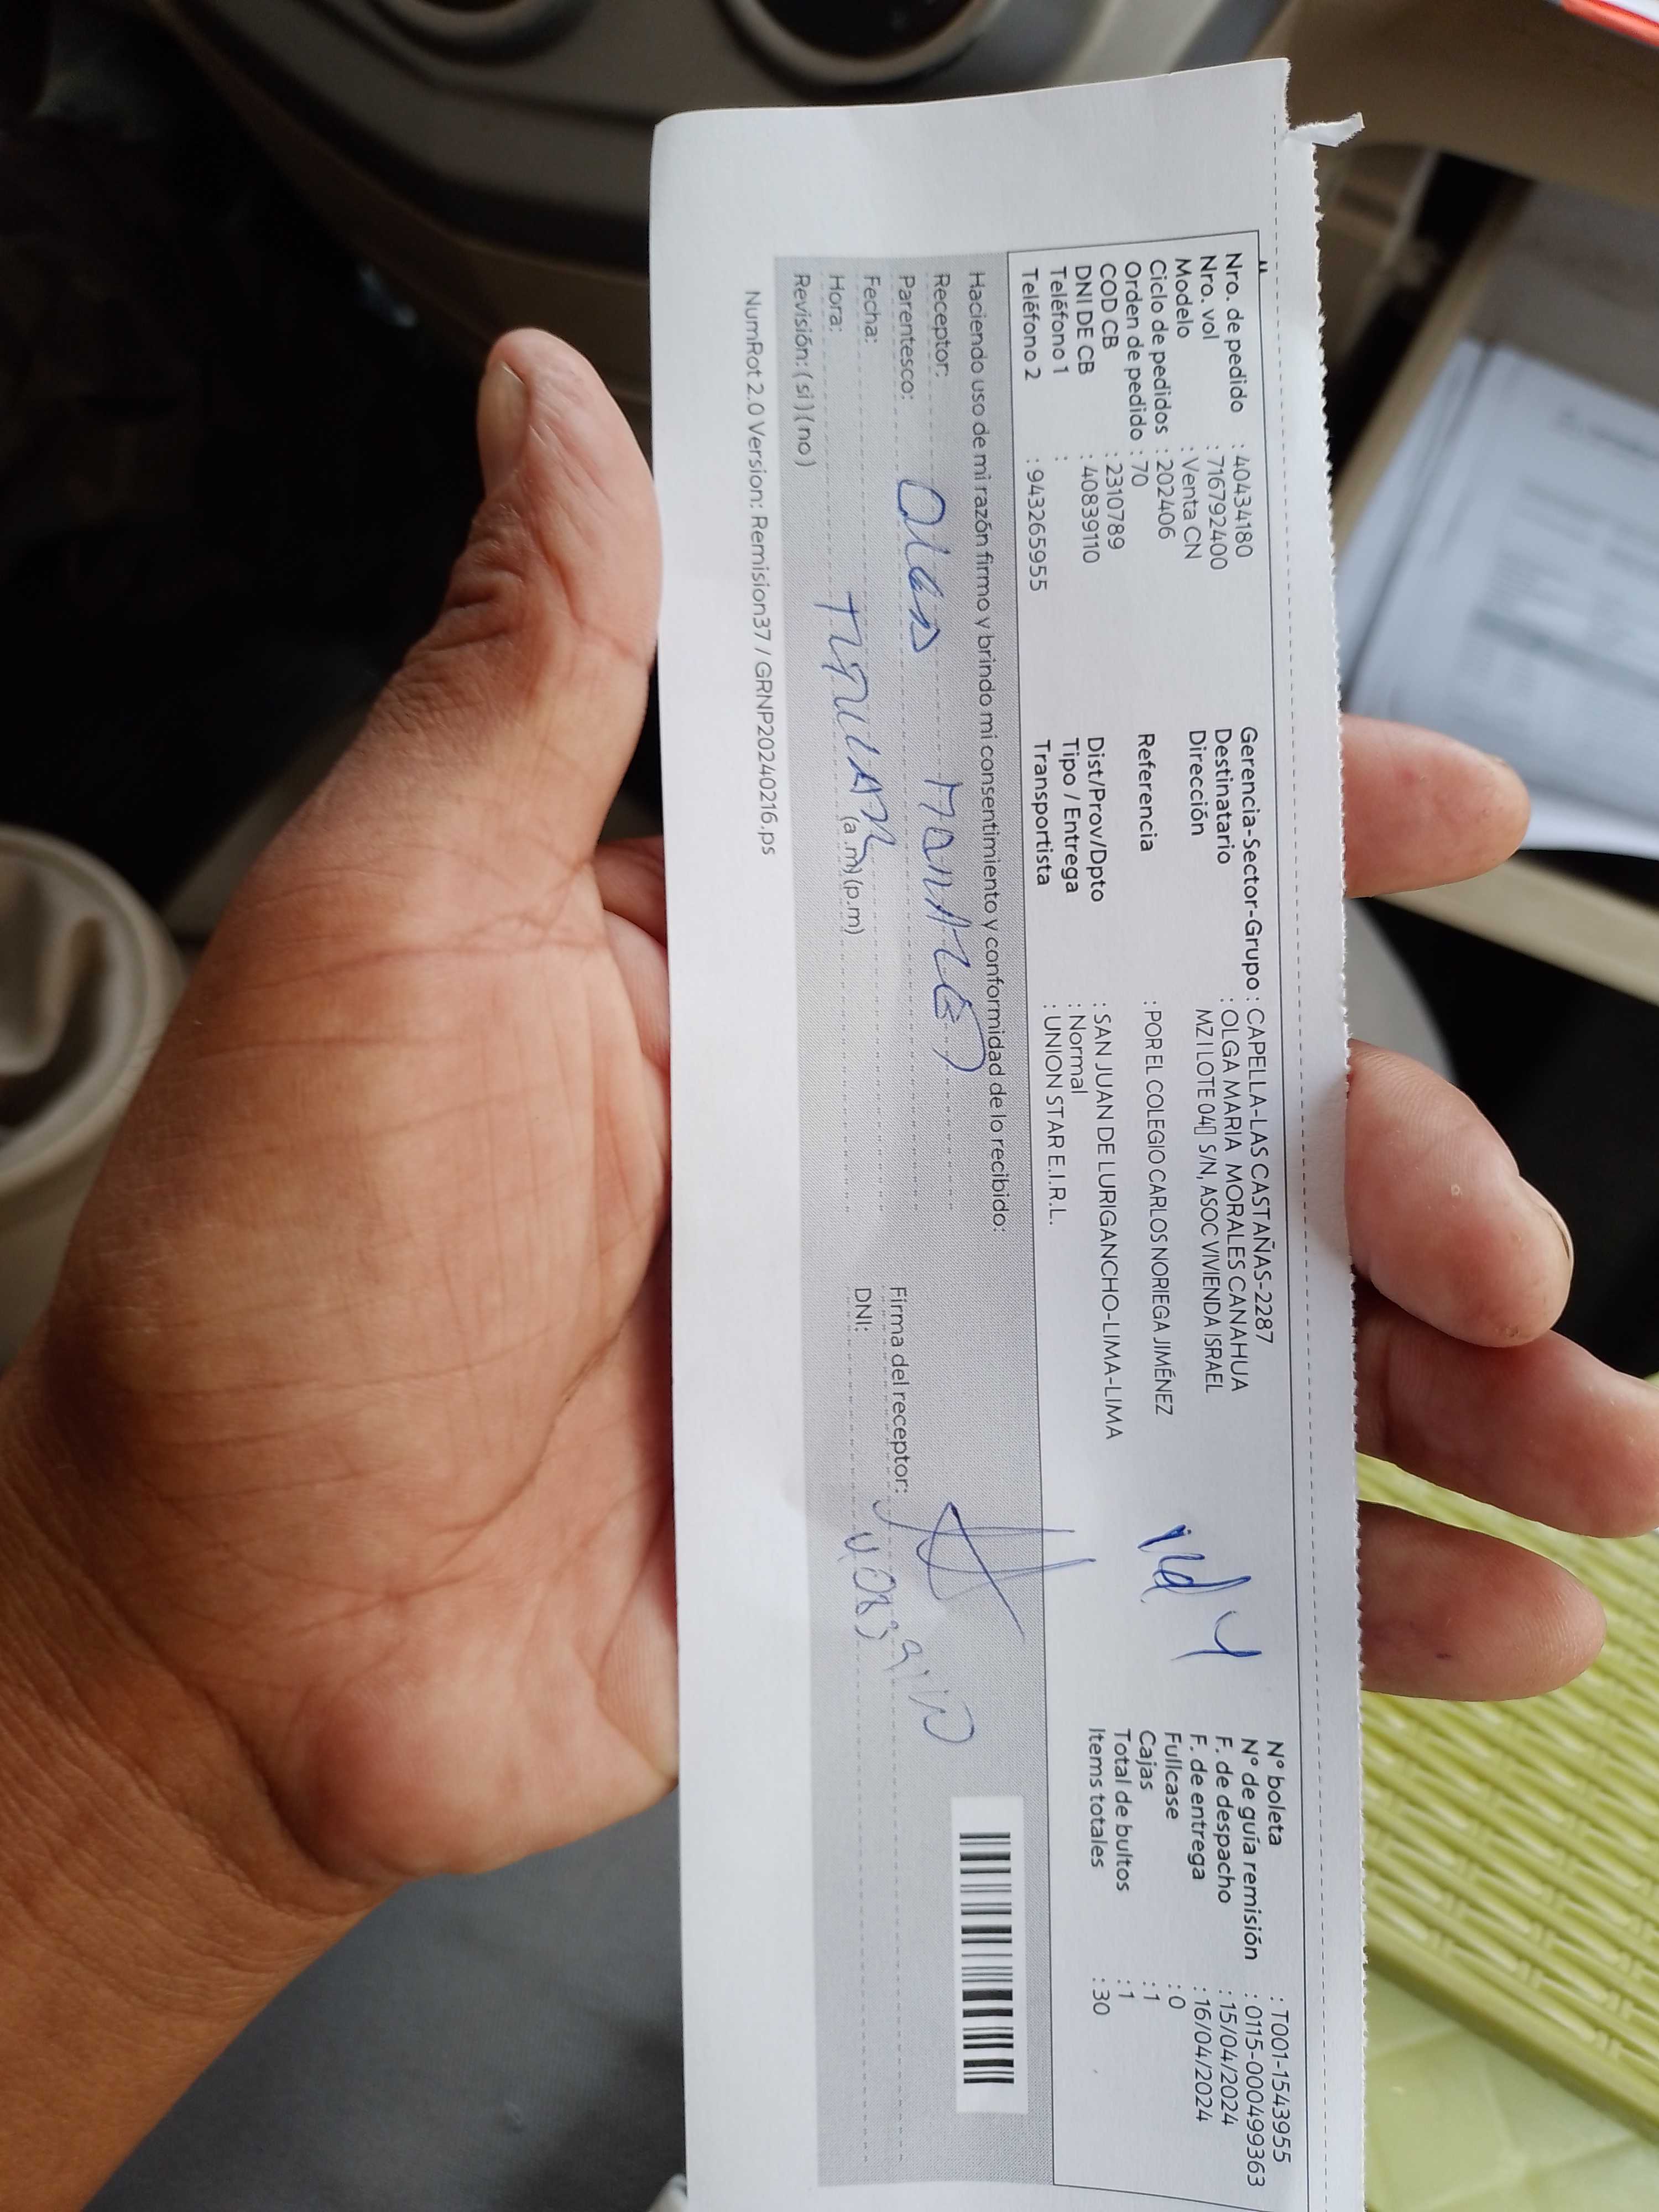 Nro. de pedido : 40434180
Nro. vol : 716792400
Modelo : Venta CN
Ciclo de pedidos : 202406
Orden de pedido : 70
COD CB : 2310789
DNI DE CB : 40839110
Teléfono 1 :
Teléfono 2 : 943265955
Gerencia-Sector-Grupo : CAPELLA-LAS CASTAÑAS-2287
Destinatario : OLGA MARIA MORALES CANAHUA
Dirección MZ I LOTE 04 S/N, ASOC VIVIENDA ISRAEL
Referencia : POR EL COLEGIO CARLOS NORIEGA JIMÉNEZ
Dist/Prov/Dpto : SAN JUAN DE LURIGANCHO-LIMA-LIMA
Tipo / Entrega : Normal
Transportista : UNION STAR E.I.R.L.
N° boleta : T001-1543955
N° de guía remisión : 0115-000499363
F. de despacho : 15/04/2024
F. de entrega : 16/04/2024
Fullcase : 0
Cajas : 1
Total de bultos : 1
Items totales : 30
Haciendo uso de mi razón firmo y brindo mi consentimiento y conformidad de lo recibido:
Receptor:
Parentesco:
Fecha:
Hora: (a.m) (p.m)
Revisión: (si) (no)
Firma del receptor:
DNI:
NumRot 2.0 Version: Remision37 / GRNP20240216.ps